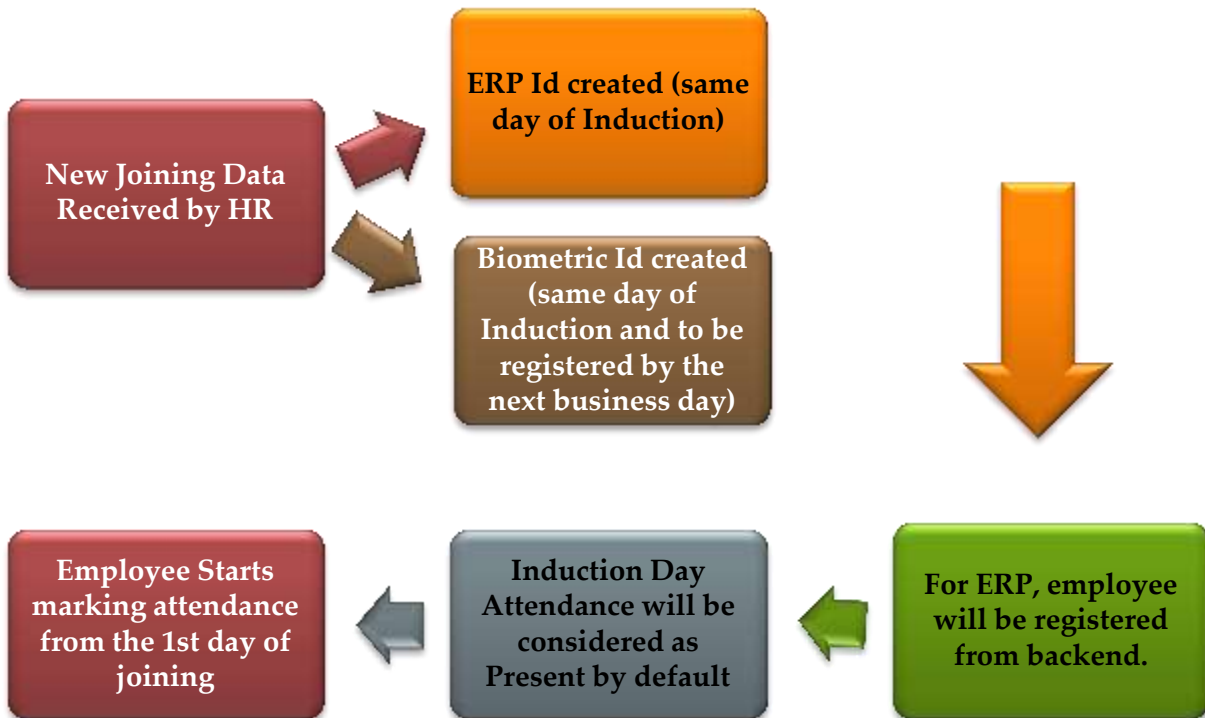 New Joining Data
Received by HR
ERP Id created (same
day of Induction)
Biometric Id created
(same day of
Induction and to be
registered by the
next business day)
For ERP, employee
will be registered
from backend.
Induction Day
Attendance will be
considered as
Present by default
Employee Starts
marking attendance
from the 1st day of
joining